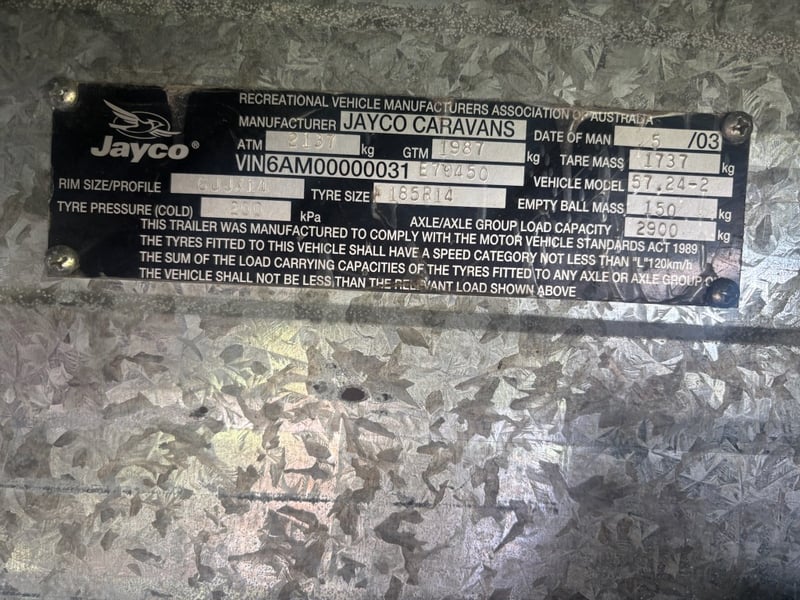 Jayco®
RECREATIONAL VEHICLE MANUFACTURERS ASSOCIATION OF AUSTRALIA
MANUFACTURER JAYCO CARAVANS DATE OF MAN 5 /03
ATM 2137 kg GTM 1987 kg TARE MASS 1737 kg
VIN 6AM00000031 E79450 VEHICLE MODEL 57.24-2
RIM SIZE/PROFILE TYRE SIZE 185R14 EMPTY BALL MASS 150 kg
TYRE PRESSURE (COLD) kPa AXLE/AXLE GROUP LOAD CAPACITY 2900 kg
THIS TRAILER WAS MANUFACTURED TO COMPLY WITH THE MOTOR VEHICLE STANDARDS ACT 1989
THE TYRES FITTED TO THIS VEHICLE SHALL HAVE A SPEED CATEGORY NOT LESS THAN "L" 120km/h
THE SUM OF THE LOAD CARRYING CAPACITIES OF THE TYRES FITTED TO ANY AXLE OR AXLE GROUP
THE VEHICLE SHALL NOT BE LESS THAN THE RELEVANT LOAD SHOWN ABOVE